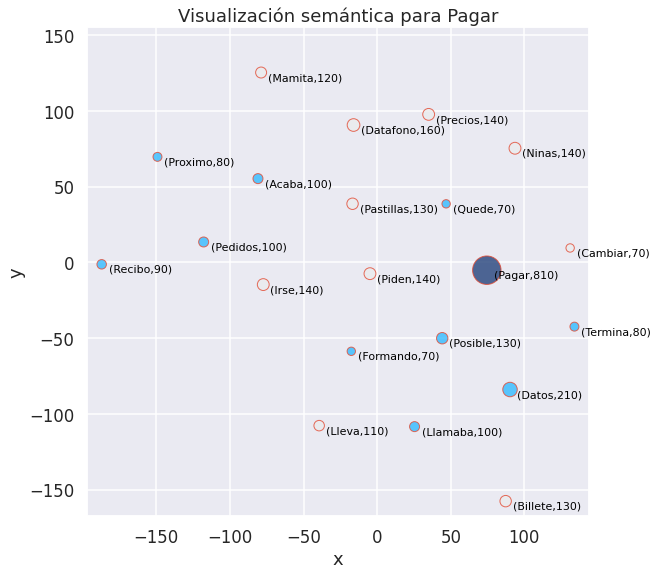 Visualización semántica para Pagar
150
(Mamita,120)
100
(Precios,140)
(Datafono,160)
(Ninas,140)
(Proximo,80)
(Acaba,100)
50
(Pastillas,130)
(Quede,70)
(Pedidos,100)
(Cambiar,70)
y
0
(Recibo,90)
(Pagar,810)
(Piden,140)
(Irse,140)
(Termina,80)
−50
(Posible,130)
(Formando,70)
(Datos,210)
−100
(Lleva,110)
(Llamaba,100)
−150
(Billete,130)
−150 −100 −50 0 50 100
x